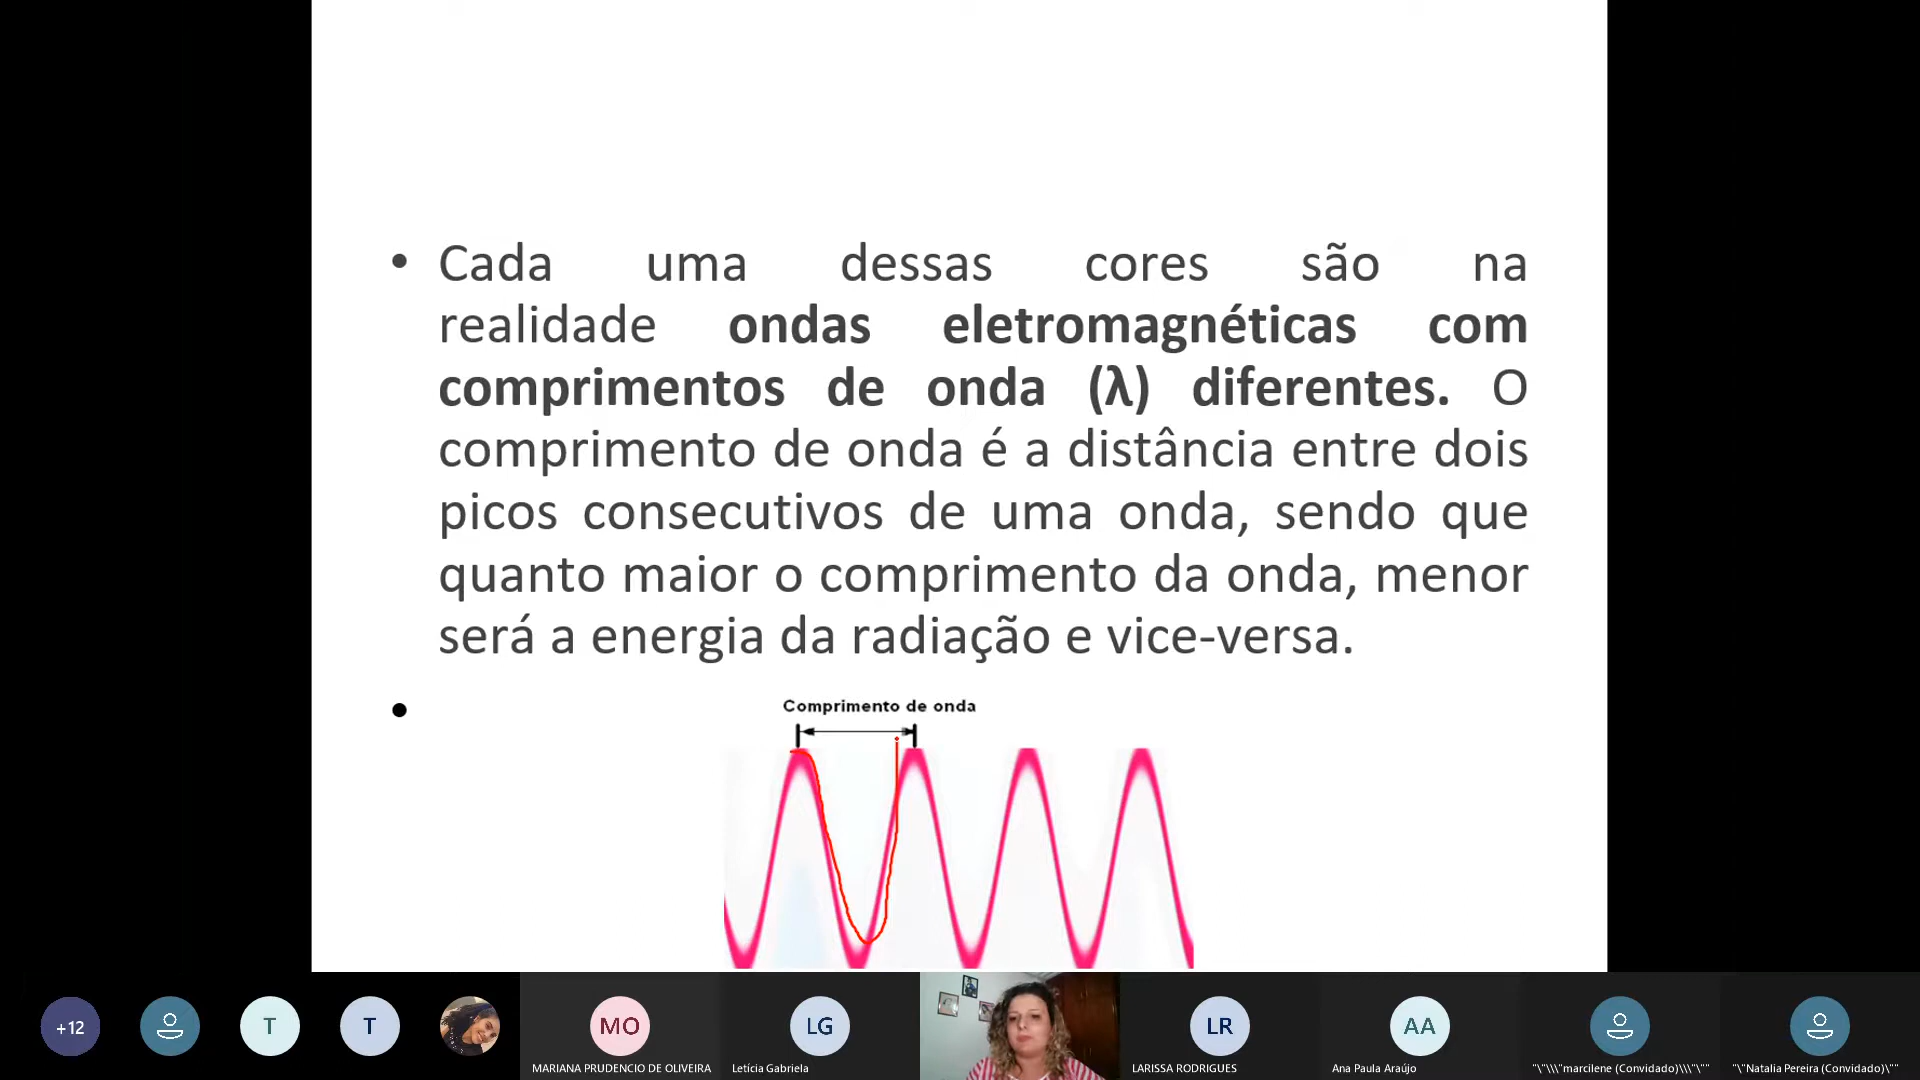 • Cada uma dessas cores são na
realidade ondas eletromagnéticas com
comprimentos de onda (λ) diferentes. O
comprimento de onda é a distância entre dois
picos consecutivos de uma onda, sendo que
quanto maior o comprimento da onda, menor
será a energia da radiação e vice-versa.
•
Comprimento de onda
+12
T
T
MO
LG
LR
AA
MARIANA PRUDENCIO DE OLIVEIRA
Letícia Gabriela
LARISSA RODRIGUES
Ana Paula Araújo
"\"\\\"marcilene (Convidado)\\\"\""
"\"Natalia Pereira (Convidado)\""